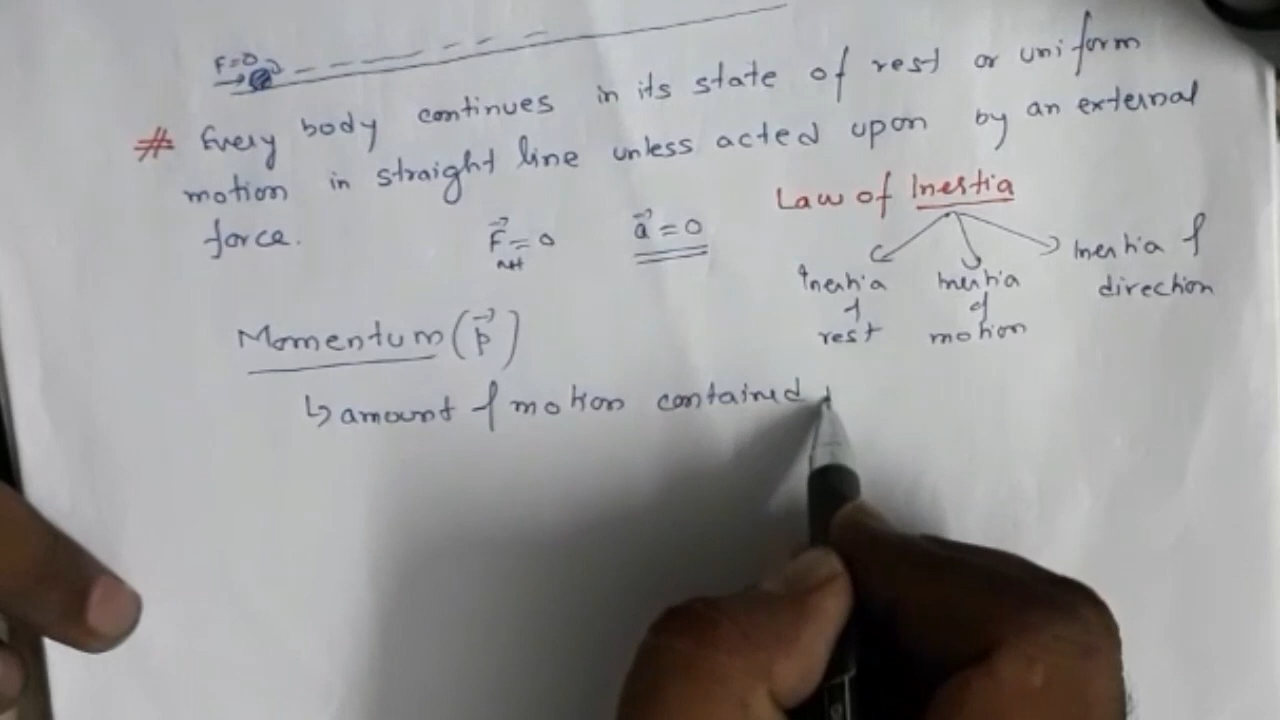 F=0
# Every body continues in its state of rest or uniform
motion in straight line unless acted upon by an external
force.
F⃗net = 0 a⃗ = 0
Law of Inertia
Inertia of rest
Inertia of motion
Inertia of direction
Momentum (p⃗)
↳ amount of motion contained